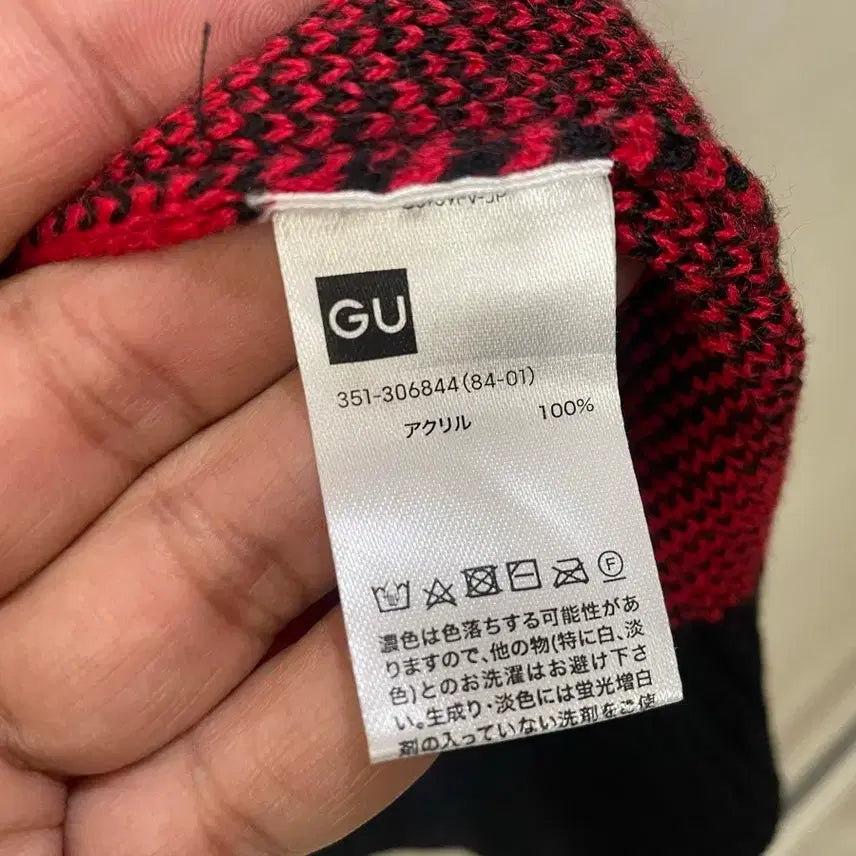 GU
351-306844(84-01)
アクリル 100%
F
濃色は色落ちする可能性があ
りますので、他の物(特に白、淡
色)とのお洗濯はお避け下さ
い。生成り・淡色には蛍光増白
剤の入っていない洗剤をご使